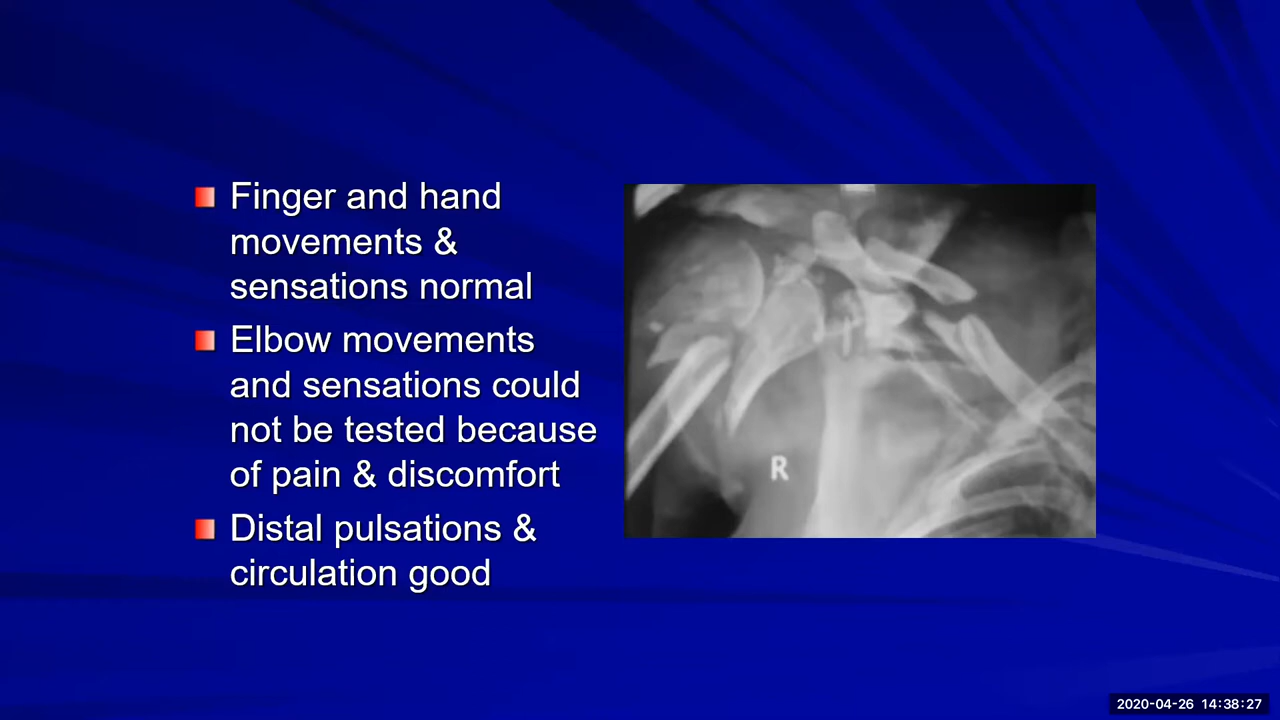 Finger and hand
movements &
sensations normal
Elbow movements
and sensations could
not be tested because
of pain & discomfort
Distal pulsations &
circulation good
R
2020-04-26 14:38:27